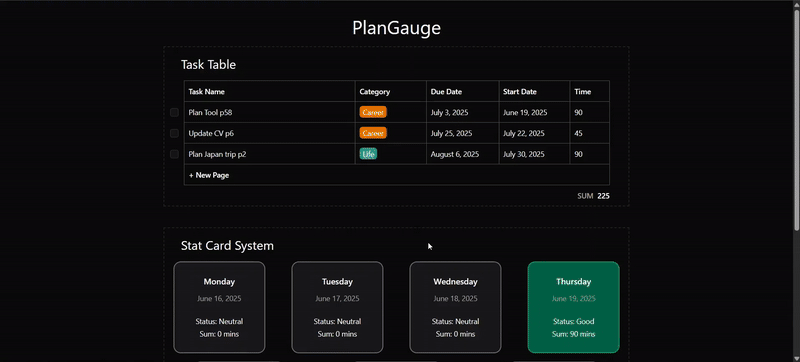 PlanGauge
Task Table
Task Name Category Due Date Start Date Time
Plan Tool p58 Career July 3, 2025 June 19, 2025 90
Update CV p6 Career July 25, 2025 July 22, 2025 45
Plan Japan trip p2 Life August 6, 2025 July 30, 2025 90
+ New Page
SUM 225
Stat Card System
Monday Tuesday Wednesday Thursday
June 16, 2025 June 17, 2025 June 18, 2025 June 19, 2025
Status: Neutral Status: Neutral Status: Neutral Status: Good
Sum: 0 mins Sum: 0 mins Sum: 0 mins Sum: 90 mins